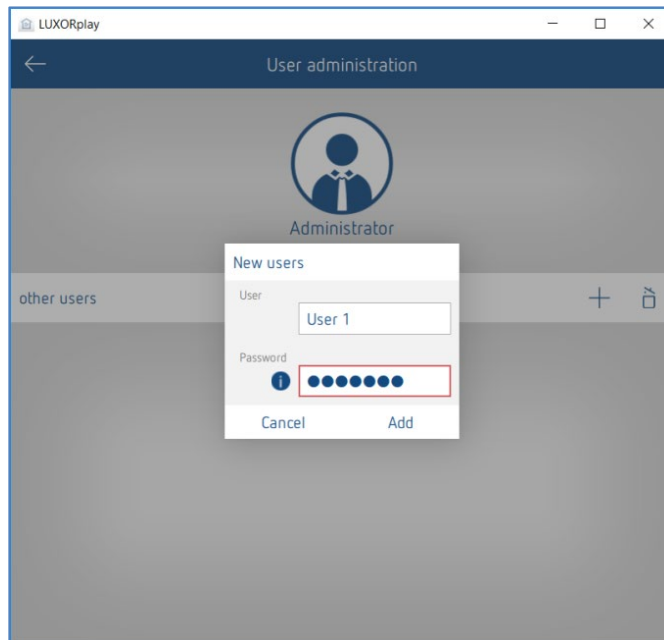 LUXORplay
User administration
Administrator
New users
other users
User
User 1
Password
i
●●●●●●●
Cancel Add